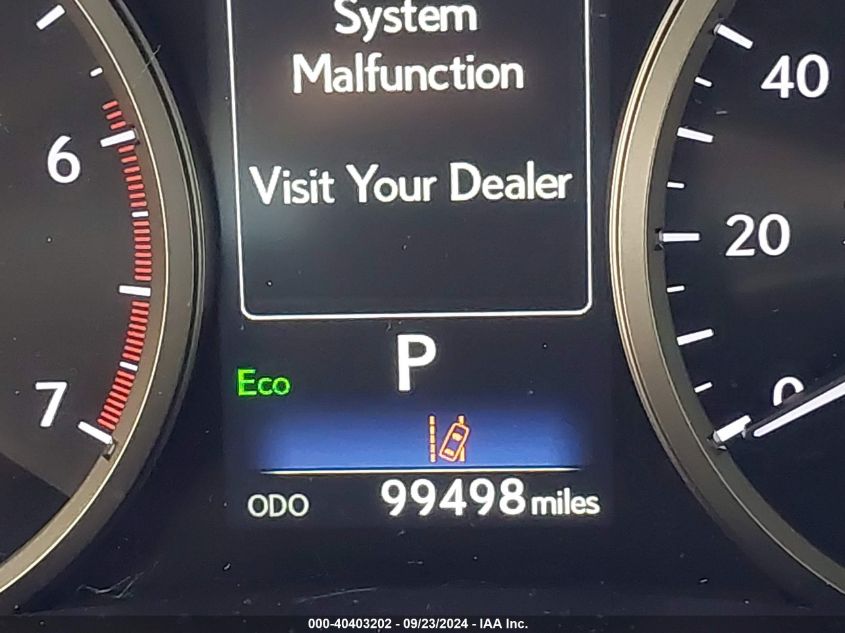 System
Malfunction
Visit Your Dealer
40
6
20
P
Eco
7
0
ODO 99498 miles
000-40403202 - 09/23/2024 - IAA Inc.